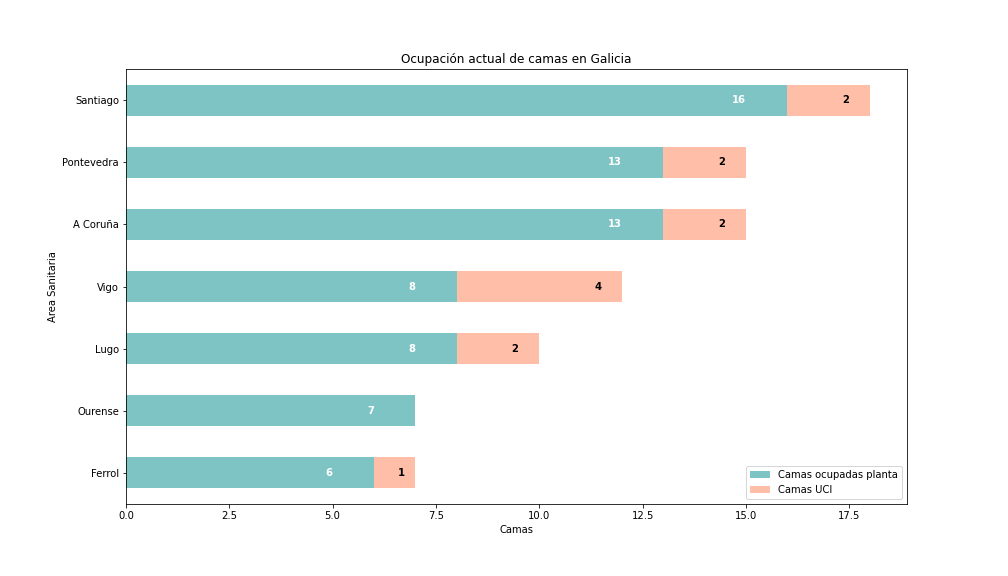 Ocupación actual de camas en Galicia
Santiago 16 2
Pontevedra 13 2
A Coruña 13 2
Vigo 8 4
Lugo 8 2
Ourense 7
Ferrol 6 1
Area Sanitaria
Camas ocupadas planta
Camas UCI
0.0 2.5 5.0 7.5 10.0 12.5 15.0 17.5
Camas